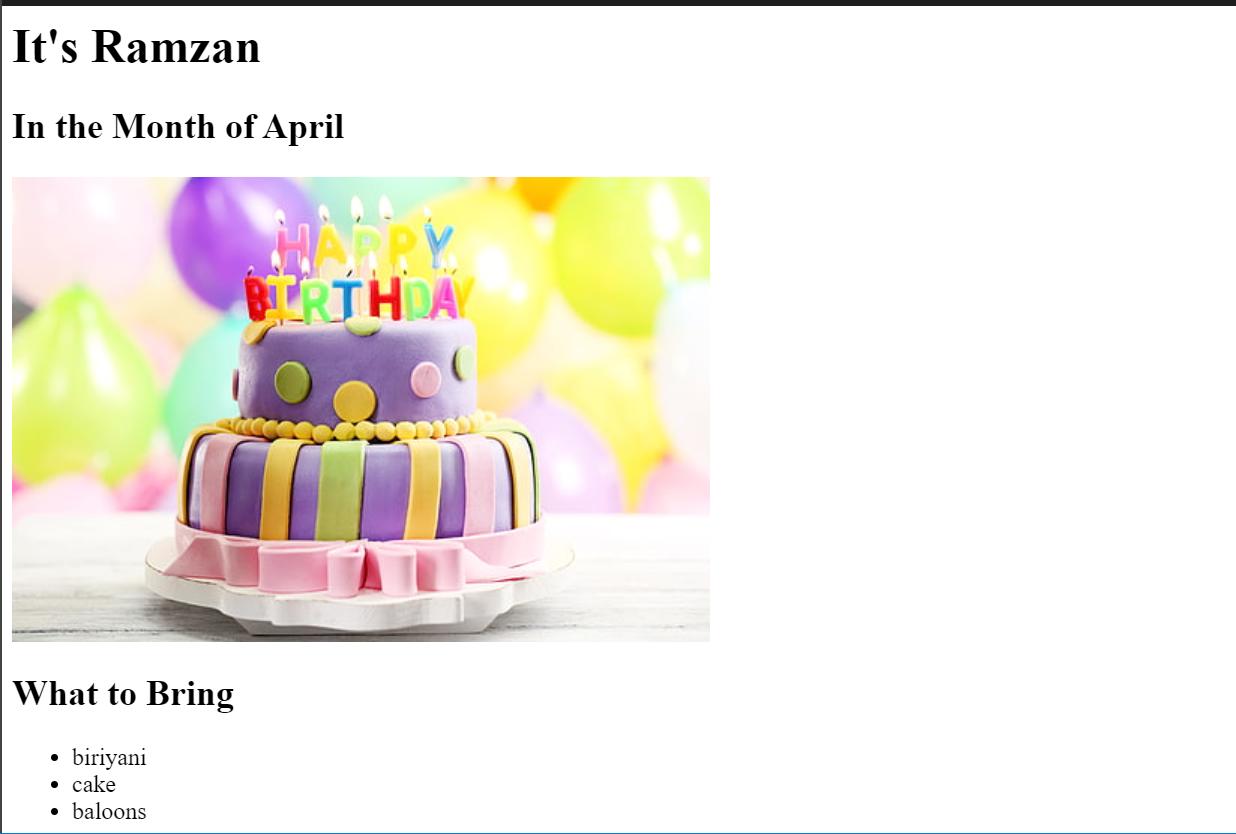 It's Ramzan
In the Month of April
HAPPY
BIRTHDAY
What to Bring
biriyani
cake
baloons